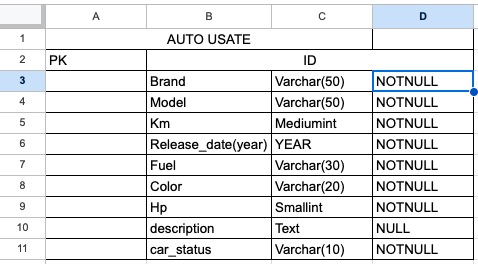 A B C D
1 AUTO USATE
2 PK ID
3 Brand Varchar(50) NOTNULL
4 Model Varchar(50) NOTNULL
5 Km Mediumint NOTNULL
6 Release_date(year) YEAR NOTNULL
7 Fuel Varchar(30) NOTNULL
8 Color Varchar(20) NOTNULL
9 Hp Smallint NOTNULL
10 description Text NULL
11 car_status Varchar(10) NOTNULL